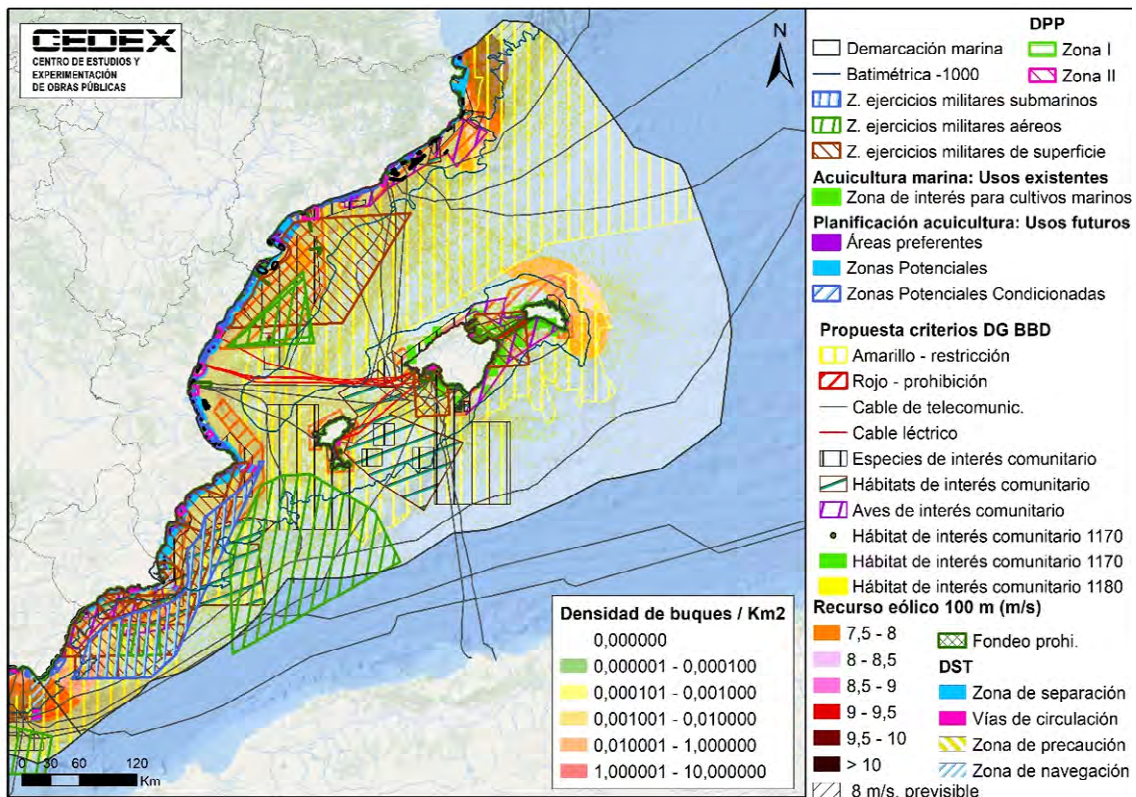 CEDEX
CENTRO DE ESTUDIOS Y
EXPERIMENTACIÓN
DE OBRAS PÚBLICAS
N
0 30 60 120
Km
Densidad de buques / Km2
0,000000
0,000001 - 0,000100
0,000101 - 0,001000
0,001001 - 0,010000
0,010001 - 1,000000
1,000001 - 10,000000
DPP
Demarcación marina
Zona I
Batimétrica -1000
Zona II
Z. ejercicios militares submarinos
Z. ejercicios militares aéreos
Z. ejercicios militares de superficie
Acuicultura marina: Usos existentes
Zona de interés para cultivos marinos
Planificación acuicultura: Usos futuros
Áreas preferentes
Zonas Potenciales
Zonas Potenciales Condicionadas
Propuesta criterios DG BBD
Amarillo - restricción
Rojo - prohibición
Cable de telecomunic.
Cable léctrico
Especies de interés comunitario
Hábitats de interés comunitario
Aves de interés comunitario
Hábitat de interés comunitario 1170
Hábitat de interés comunitario 1170
Hábitat de interés comunitario 1180
Recurso eólico 100 m (m/s)
7,5 - 8
8 - 8,5
8,5 - 9
9 - 9,5
9,5 - 10
> 10
8 m/s. previsible
Fondeo prohi.
DST
Zona de separación
Vías de circulación
Zona de precaución
Zona de navegación